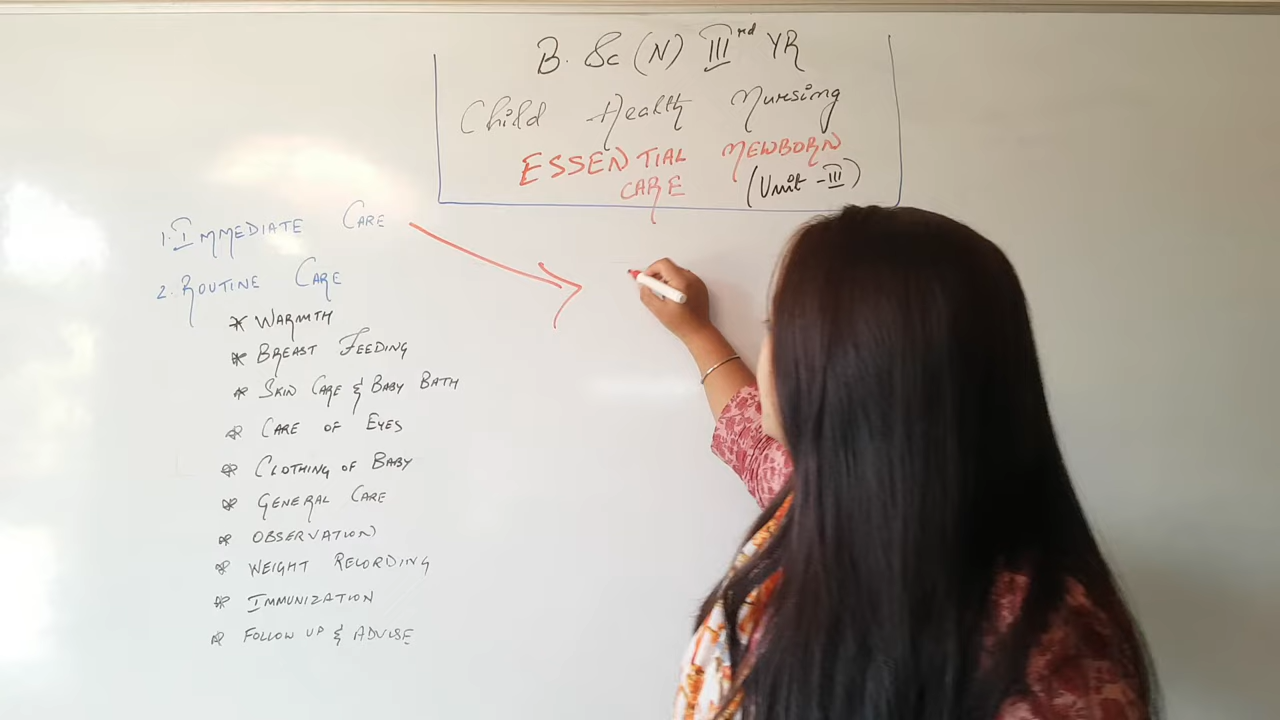 B. Sc (N) III rd YR
Child Health Nursing
ESSENTIAL NEWBORN
CARE (Unit - III)
1. IMMEDIATE CARE
2. ROUTINE CARE
* WARMTH
* BREAST FEEDING
* SKIN CARE & BABY BATH
* CARE OF EYES
* CLOTHING OF BABY
* GENERAL CARE
* OBSERVATION
* WEIGHT RECORDING
* IMMUNIZATION
* FOLLOW UP & ADVISE